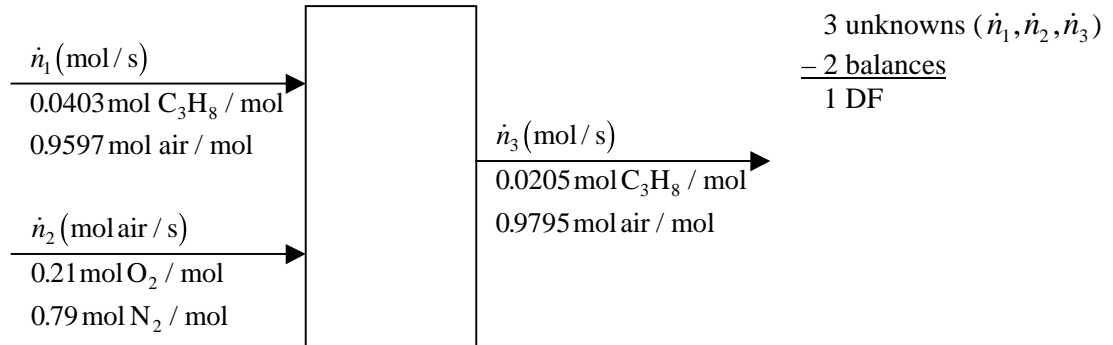 ṅ₁(mol / s)
0.0403 mol C₃H₈ / mol
0.9597 mol air / mol
ṅ₂(mol air / s)
0.21 mol O₂ / mol
0.79 mol N₂ / mol
ṅ₃(mol / s)
0.0205 mol C₃H₈ / mol
0.9795 mol air / mol
3 unknowns (ṅ₁,ṅ₂,ṅ₃)
– 2 balances
1 DF